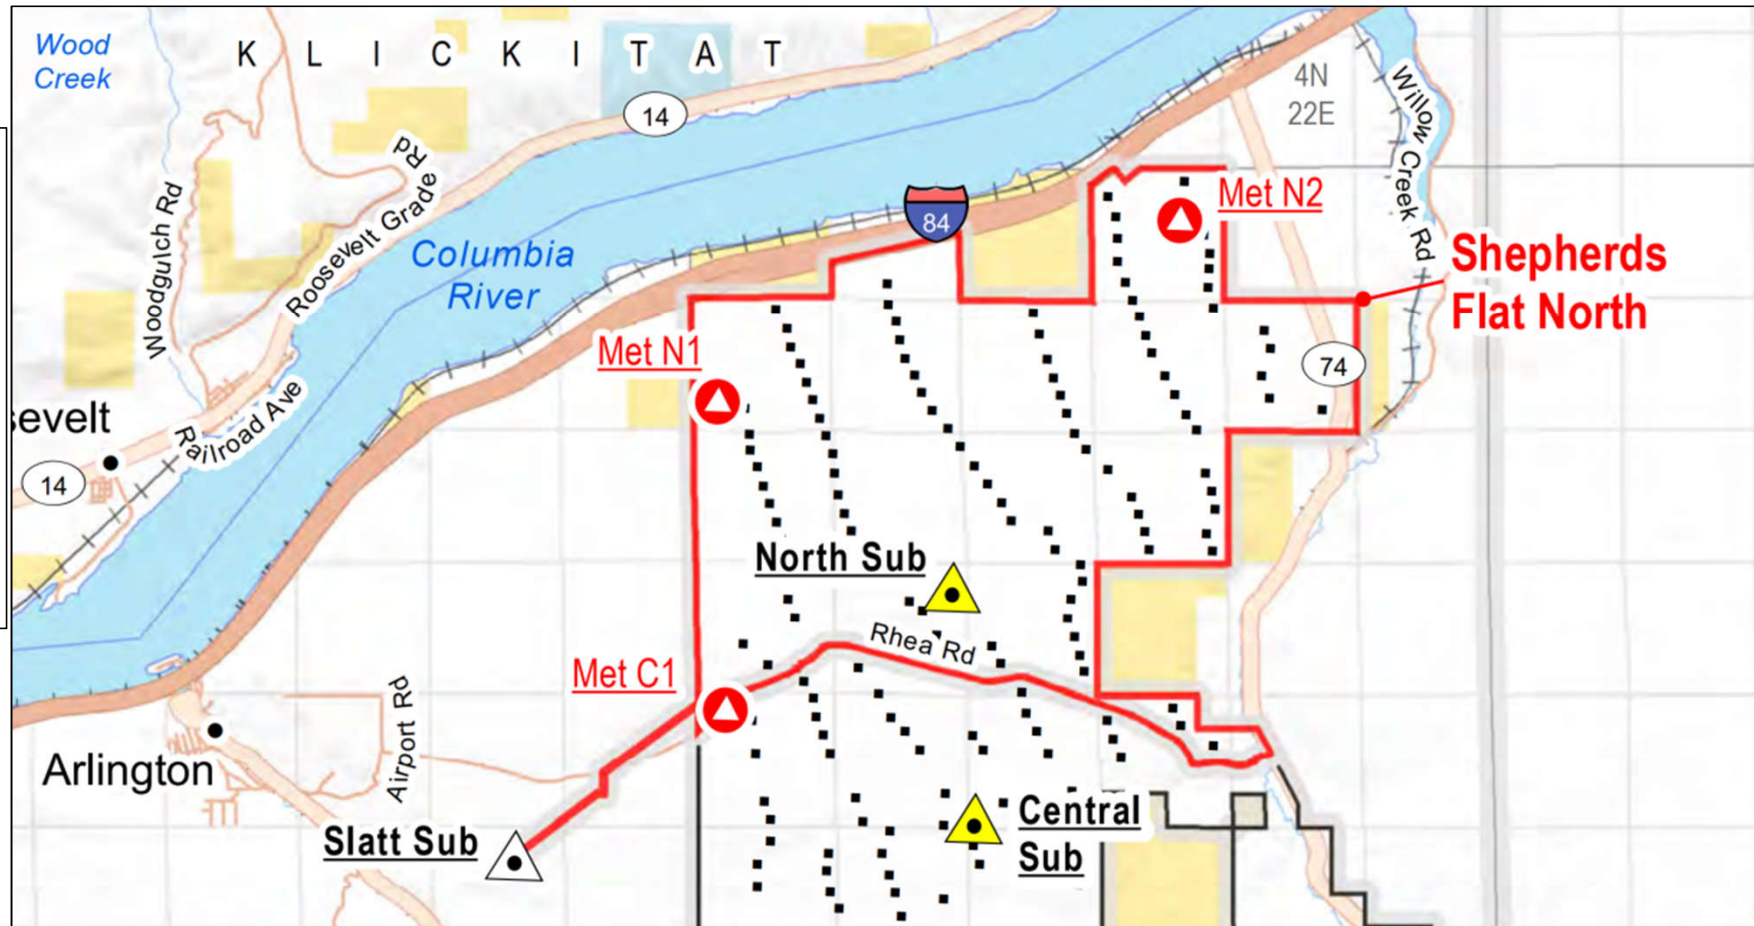 Wood
Creek
K L I C K I T A T
14
4N
22E
Willow Creek Rd
Woodgulch Rd
Roosevelt Grade Rd
84
Met N2
Columbia
River
Shepherds
Flat North
Met N1
74
sevelt
Railroad Ave
14
North Sub
Rhea Rd
Met C1
Airport Rd
Arlington
Slatt Sub
Central
Sub